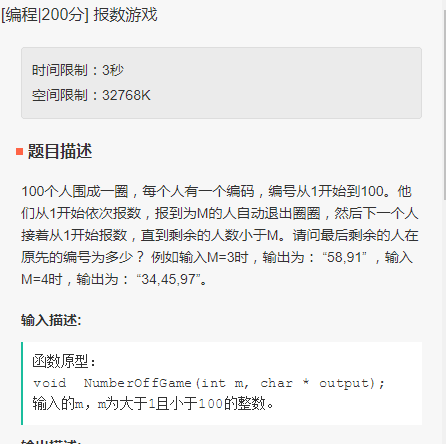 [编程|200分] 报数游戏
时间限制：3秒
空间限制：32768K
题目描述
100个人围成一圈，每个人有一个编码，编号从1开始到100。他
们从1开始依次报数，报到为M的人自动退出圈圈，然后下一个人
接着从1开始报数，直到剩余的人数小于M。请问最后剩余的人在
原先的编号为多少？ 例如输入M=3时，输出为： “58,91” ，输入
M=4时，输出为： “34,45,97”。
输入描述:
函数原型：
void  NumberOffGame(int m, char * output);
输入的m，m为大于1且小于100的整数。